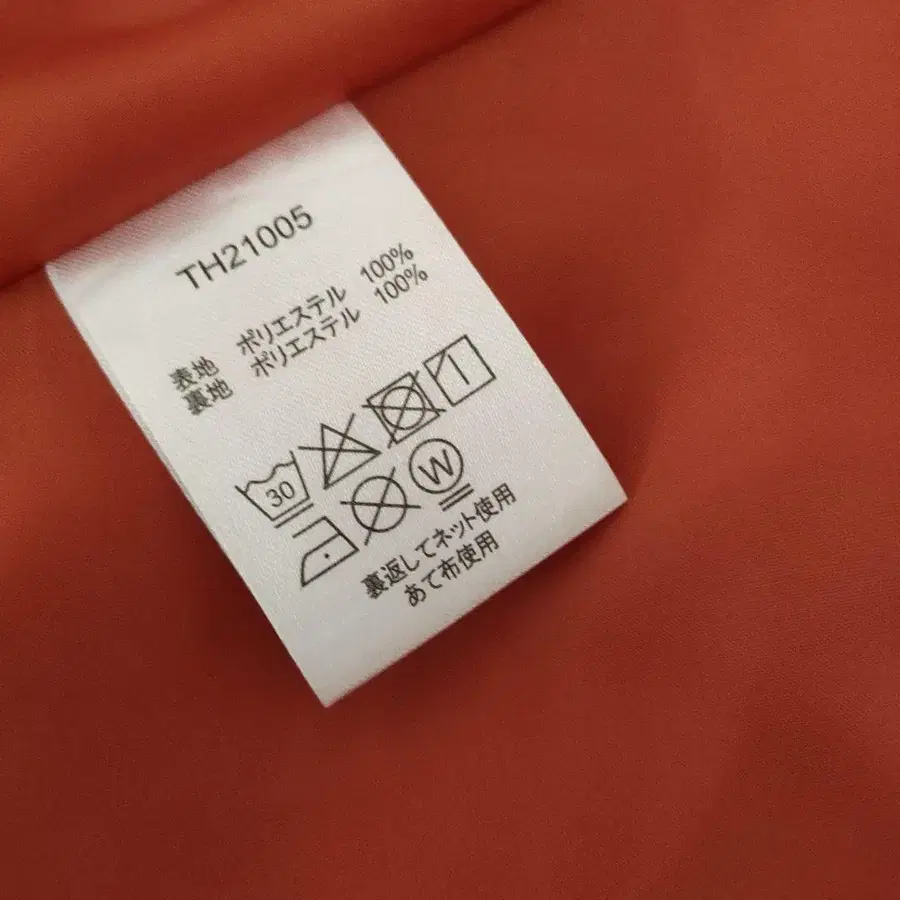 TH21005
表地 ポリエステル 100%
裏地 ポリエステル 100%
30
W
裏返してネット使用
あて布使用